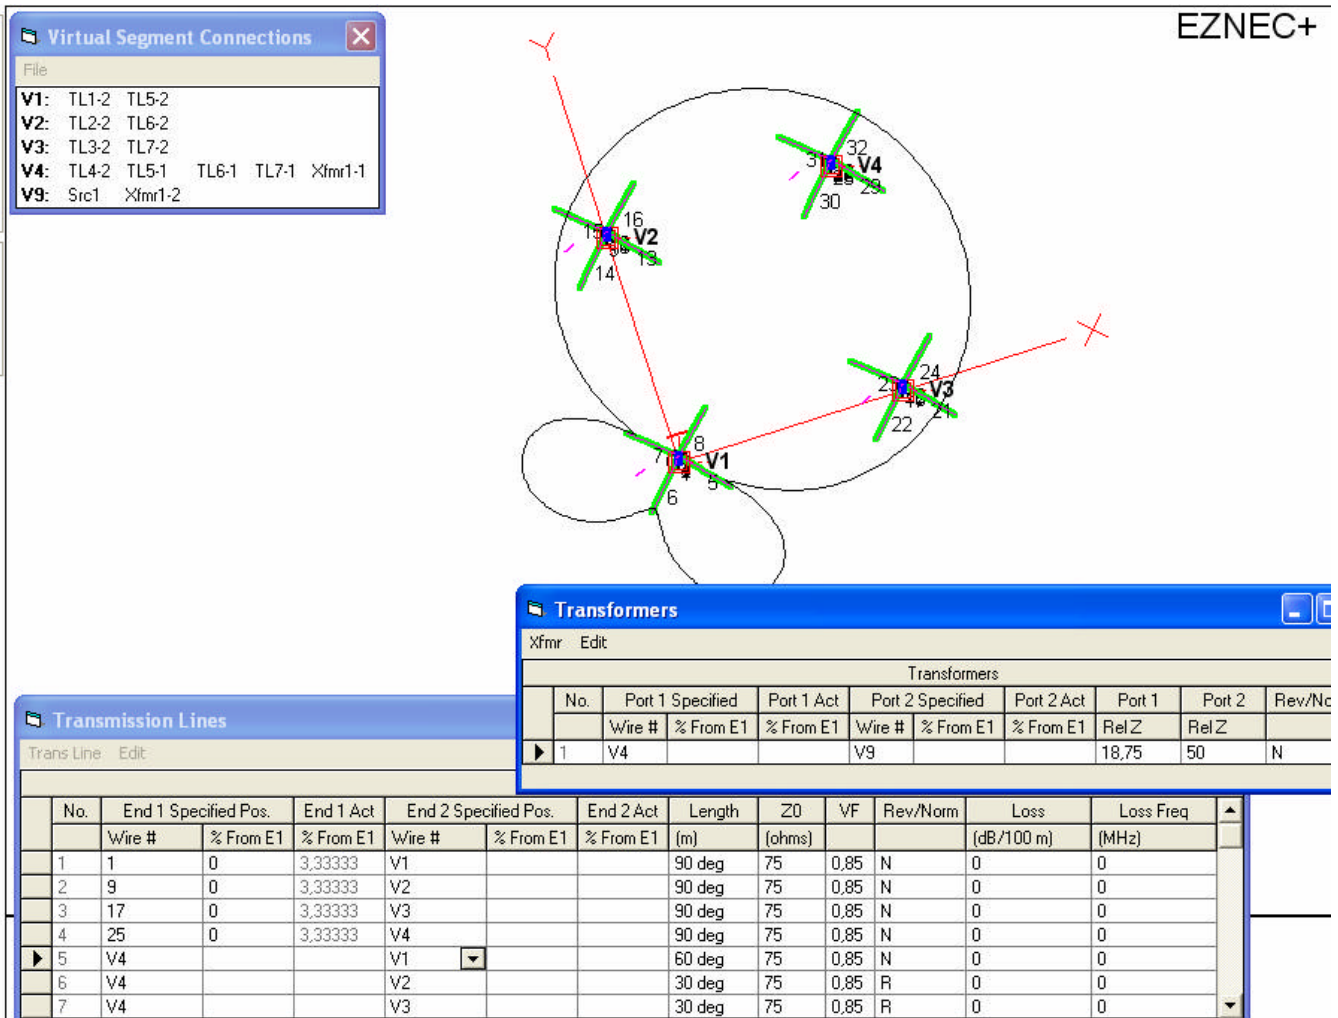 EZNEC+
Virtual Segment Connections
File
V1: TL1-2 TL5-2
V2: TL2-2 TL6-2
V3: TL3-2 TL7-2
V4: TL4-2 TL5-1 TL6-1 TL7-1 Xfmr1-1
V9: Src1 Xfmr1-2
Y
32
V4
29
30
16
V2
13
14
X
24
V3
21
22
8
V1
7
5
6
Transformers
Xfmr Edit
Transformers
No. Port 1 Specified Port 1 Act Port 2 Specified Port 2 Act Port 1 Port 2 Rev/No
Wire # % From E1 % From E1 Wire # % From E1 % From E1 Rel Z Rel Z
1 V4 V9 18,75 50 N
Transmission Lines
Trans Line Edit
No. End 1 Specified Pos. End 1 Act End 2 Specified Pos. End 2 Act Length Z0 VF Rev/Norm Loss Loss Freq
Wire # % From E1 % From E1 Wire # % From E1 % From E1 (m) (ohms) (dB/100 m) (MHz)
1 1 0 3,33333 V1 90 deg 75 0,85 N 0 0
2 9 0 3,33333 V2 90 deg 75 0,85 N 0 0
3 17 0 3,33333 V3 90 deg 75 0,85 N 0 0
4 25 0 3,33333 V4 90 deg 75 0,85 N 0 0
5 V4 V1 60 deg 75 0,85 N 0 0
6 V4 V2 30 deg 75 0,85 R 0 0
7 V4 V3 30 deg 75 0,85 R 0 0